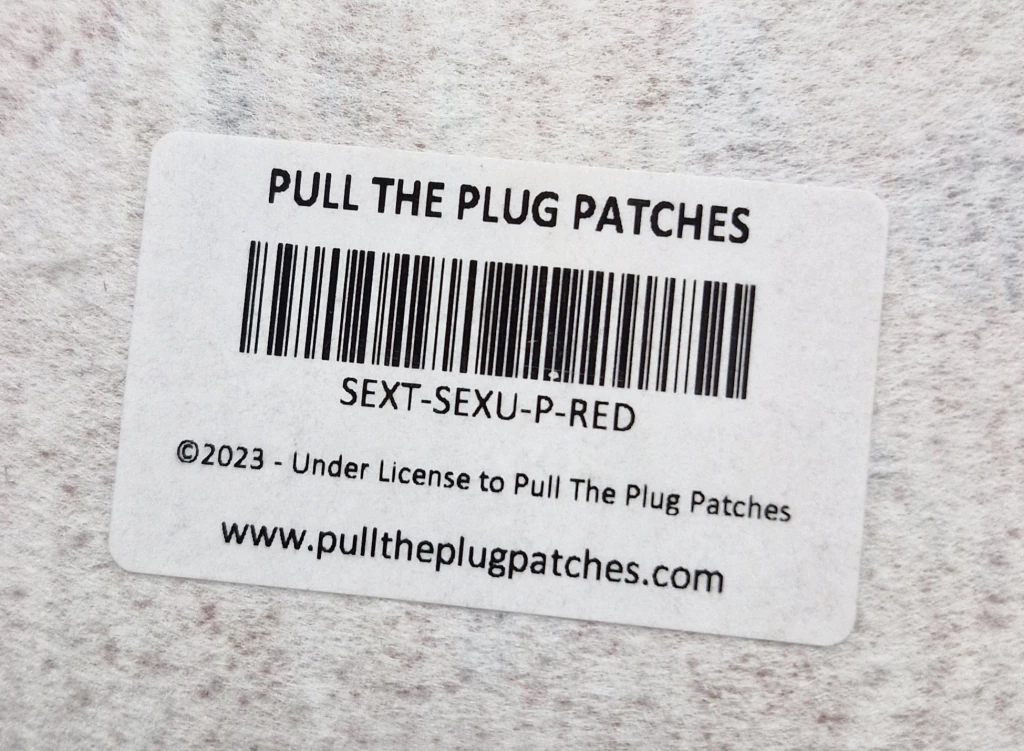 PULL THE PLUG PATCHES
SEXT-SEXU-P-RED
©2023 - Under License to Pull The Plug Patches
www.pulltheplugpatches.com